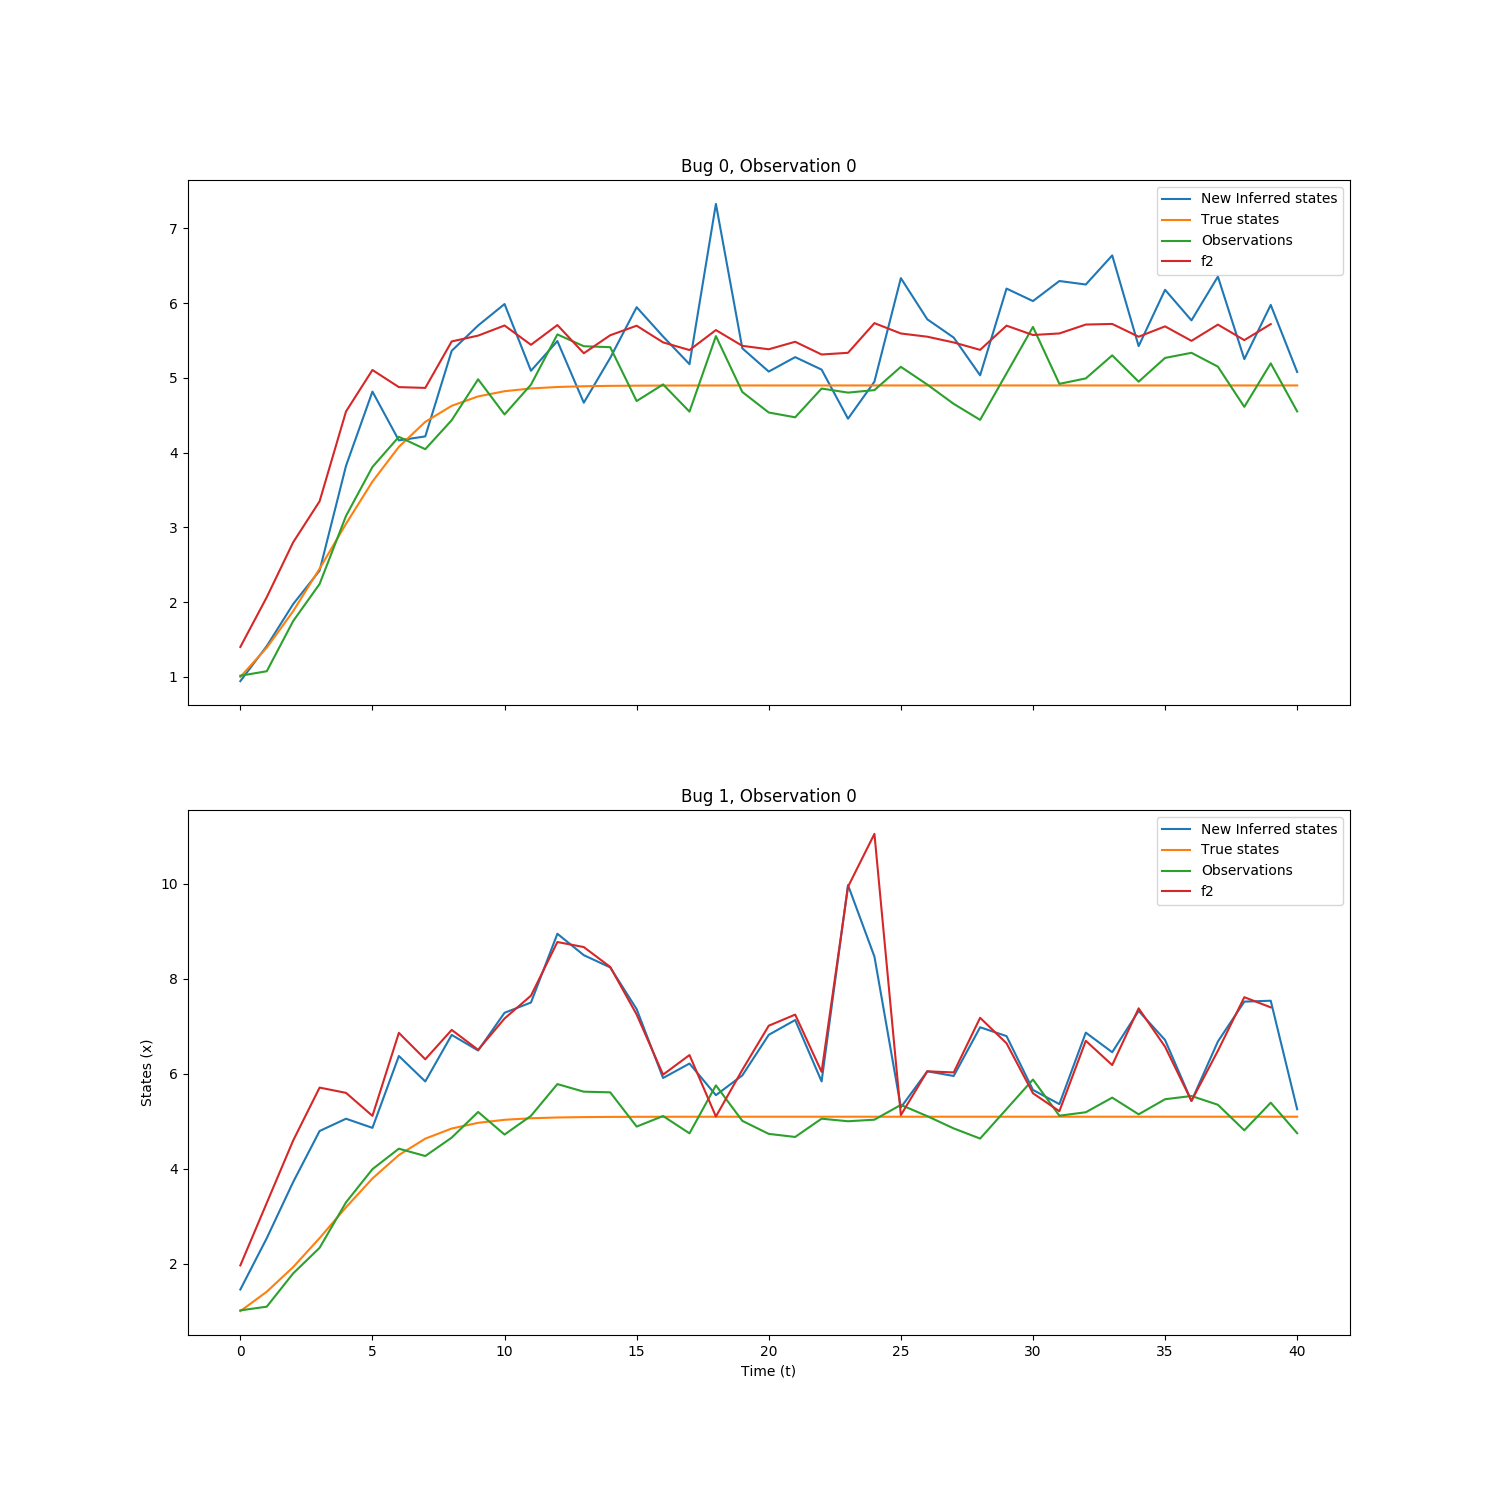 Bug 0, Observation 0
New Inferred states
True states
Observations
f2
7
6
5
4
3
2
1
Bug 1, Observation 0
New Inferred states
True states
Observations
f2
10
8
6
4
2
States (x)
0 5 10 15 20 25 30 35 40
Time (t)